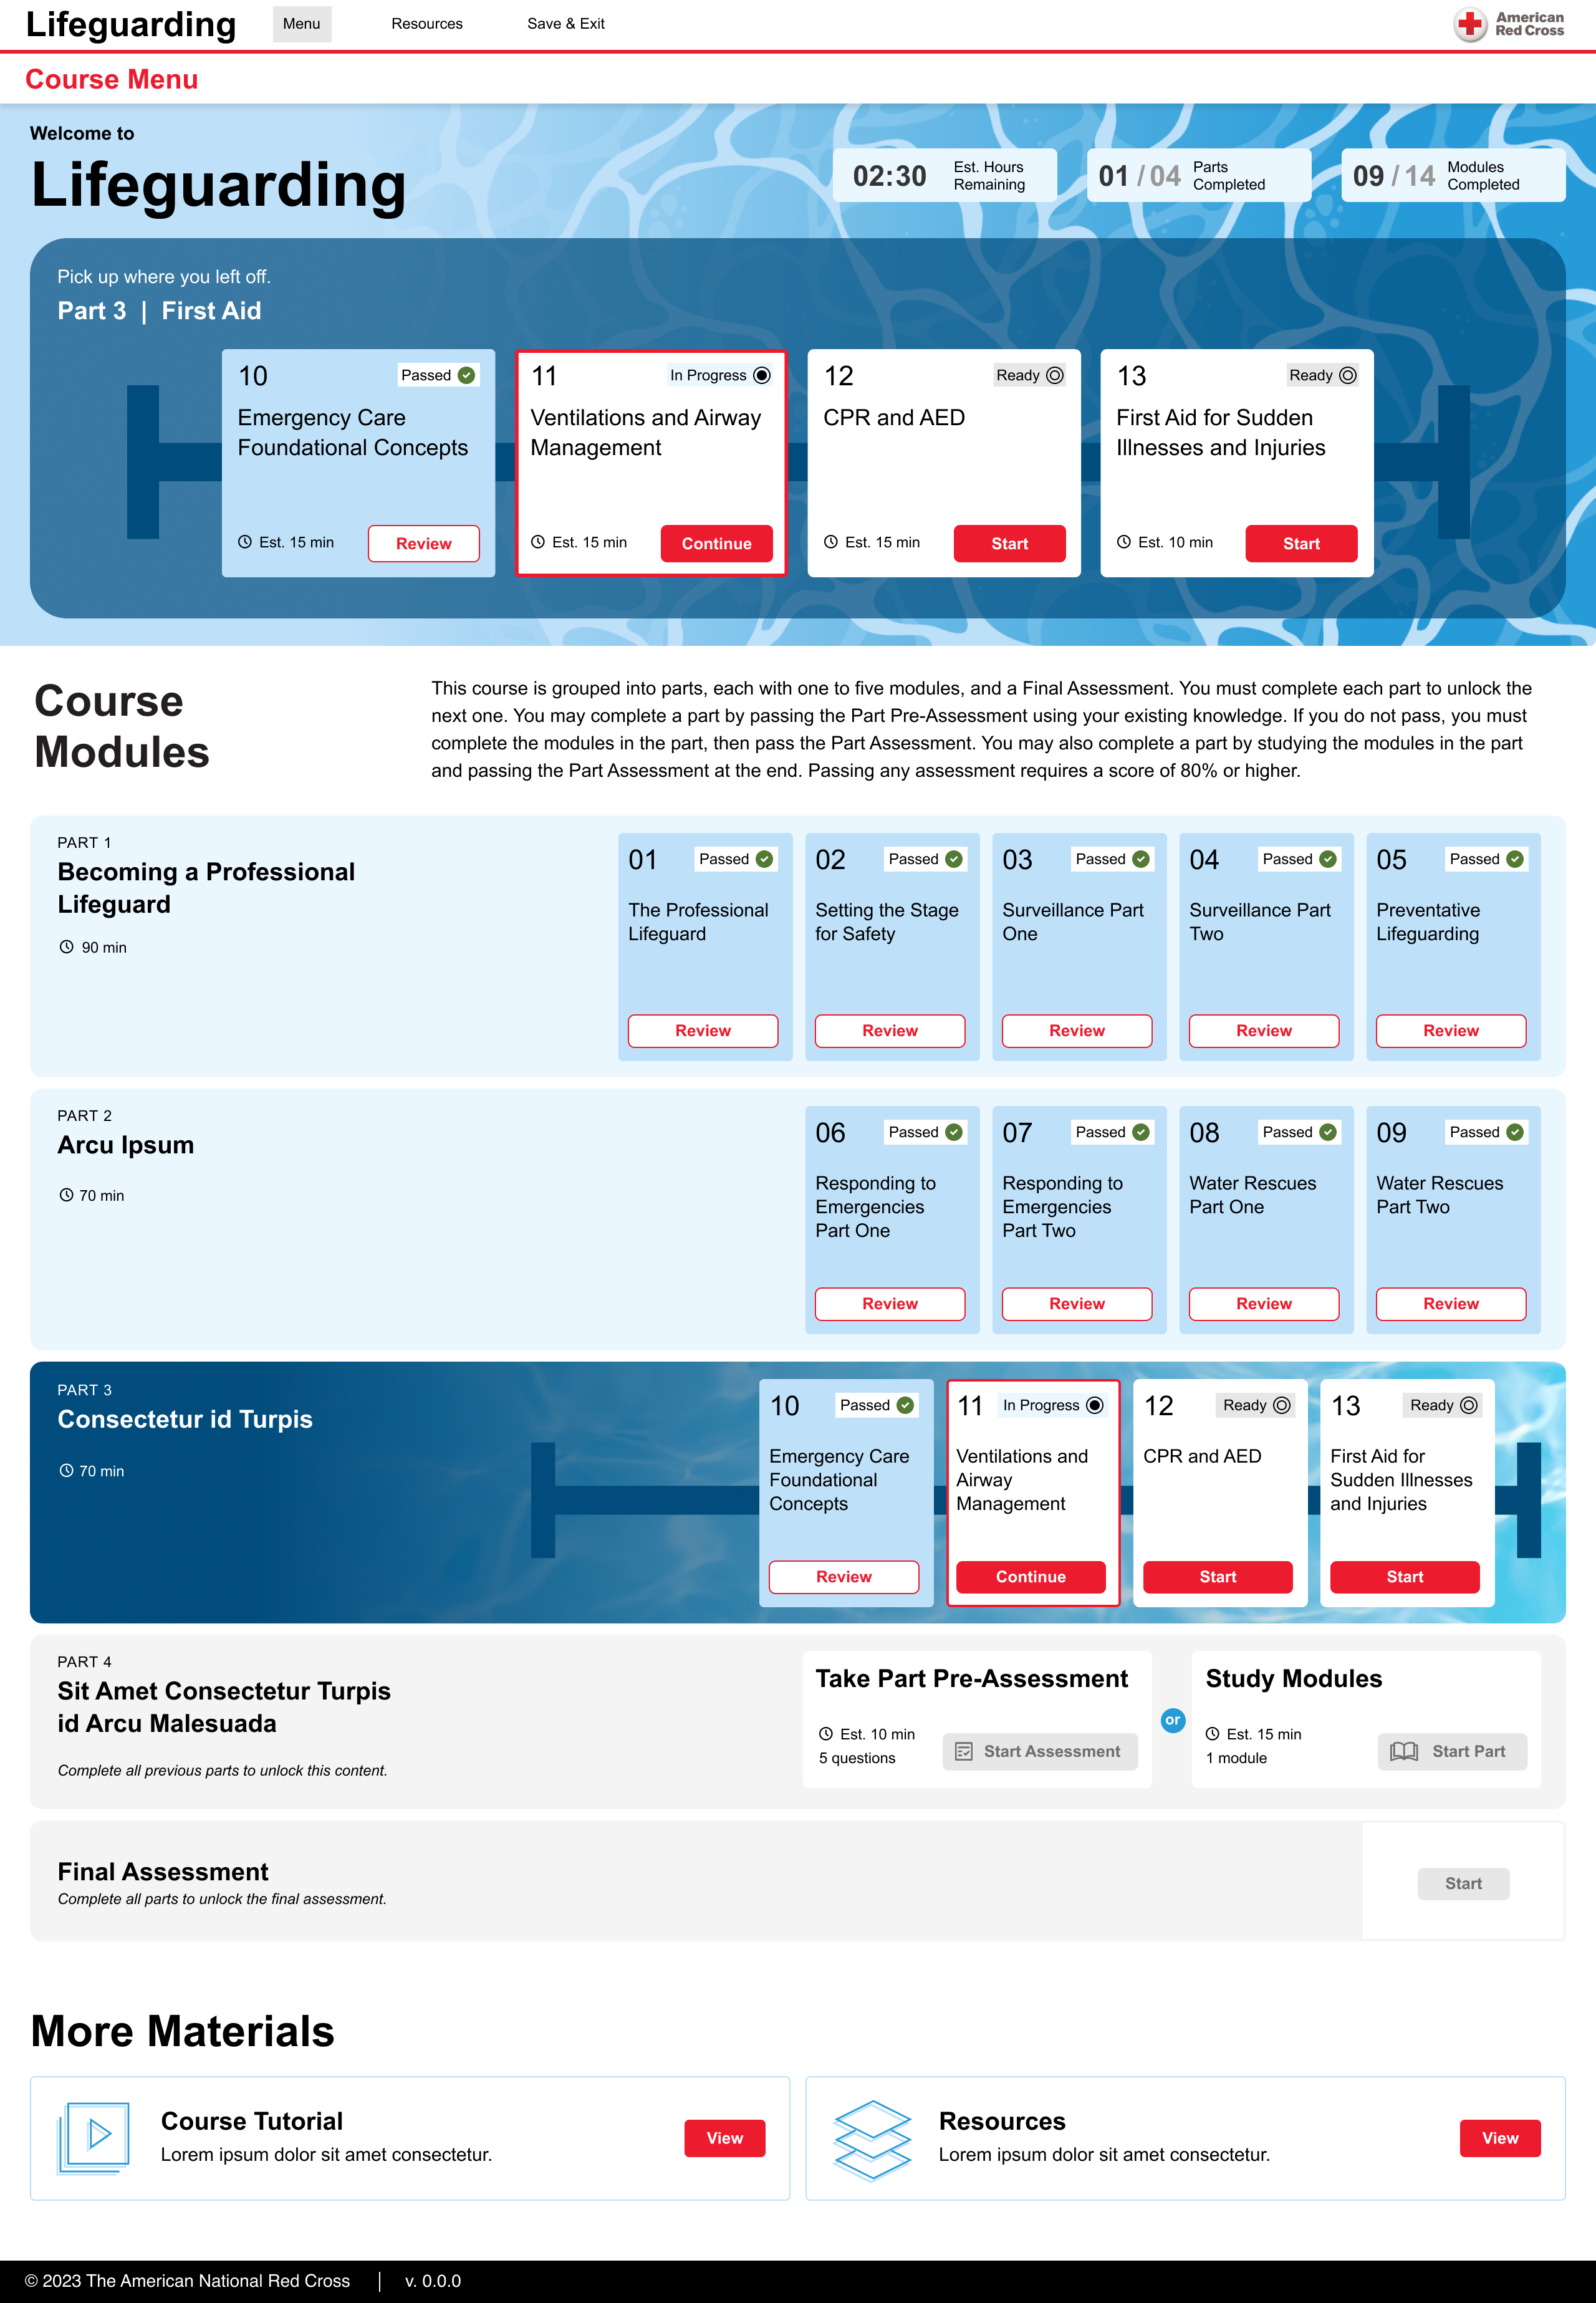 Lifeguarding
Menu
Resources
Save & Exit
American
Red Cross
Course Menu
Welcome to
Lifeguarding
02:30
Est. Hours
Remaining
01 / 04
Parts
Completed
09 / 14
Modules
Completed
Pick up where you left off.
Part 3 | First Aid
10
Passed
Emergency Care
Foundational Concepts
Est. 15 min
Review
11
In Progress
Ventilations and Airway
Management
Est. 15 min
Continue
12
Ready
CPR and AED
Est. 15 min
Start
13
Ready
First Aid for Sudden
Illnesses and Injuries
Est. 10 min
Start
Course
Modules
This course is grouped into parts, each with one to five modules, and a Final Assessment. You must complete each part to unlock the
next one. You may complete a part by passing the Part Pre-Assessment using your existing knowledge. If you do not pass, you must
complete the modules in the part, then pass the Part Assessment. You may also complete a part by studying the modules in the part
and passing the Part Assessment at the end. Passing any assessment requires a score of 80% or higher.
PART 1
Becoming a Professional
Lifeguard
90 min
01
Passed
The Professional
Lifeguard
Review
02
Passed
Setting the Stage
for Safety
Review
03
Passed
Surveillance Part
One
Review
04
Passed
Surveillance Part
Two
Review
05
Passed
Preventative
Lifeguarding
Review
PART 2
Arcu Ipsum
70 min
06
Passed
Responding to
Emergencies
Part One
Review
07
Passed
Responding to
Emergencies
Part Two
Review
08
Passed
Water Rescues
Part One
Review
09
Passed
Water Rescues
Part Two
Review
PART 3
Consectetur id Turpis
70 min
10
Passed
Emergency Care
Foundational
Concepts
Review
11
In Progress
Ventilations and
Airway
Management
Continue
12
Ready
CPR and AED
Start
13
Ready
First Aid for
Sudden Illnesses
and Injuries
Start
PART 4
Sit Amet Consectetur Turpis
id Arcu Malesuada
Complete all previous parts to unlock this content.
Take Part Pre-Assessment
Est. 10 min
5 questions
Start Assessment
or
Study Modules
Est. 15 min
1 module
Start Part
Final Assessment
Complete all parts to unlock the final assessment.
Start
More Materials
Course Tutorial
Lorem ipsum dolor sit amet consectetur.
View
Resources
Lorem ipsum dolor sit amet consectetur.
View
© 2023 The American National Red Cross | v. 0.0.0